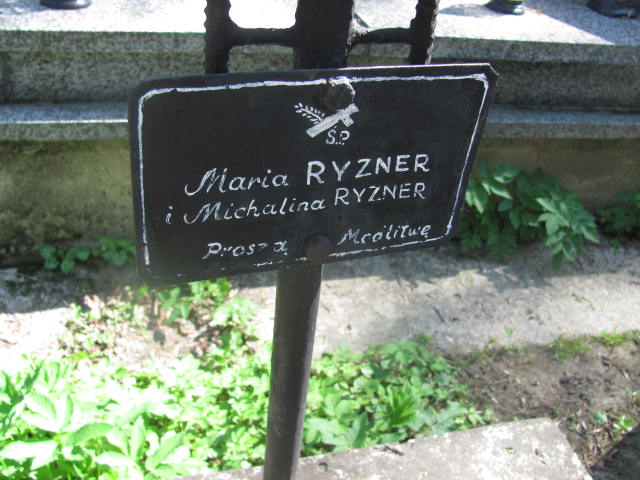 Ś.P.
Maria RYZNER
i Michalina RYZNER
Proszą o Modlitwę